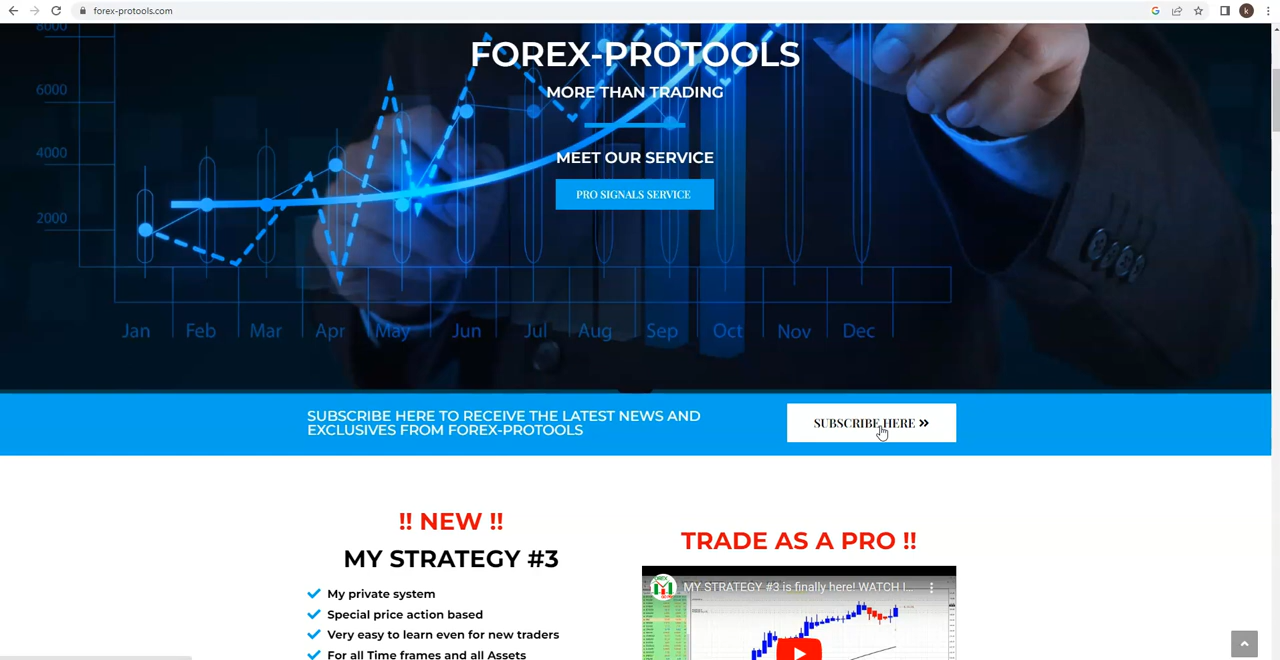 forex-protools.com
8000
FOREX-PROTOOLS
6000
MORE THAN TRADING
4000
MEET OUR SERVICE
PRO SIGNALS SERVICE
2000
Jan Feb Mar Apr May Jun Jul Aug Sep Oct Nov Dec
SUBSCRIBE HERE TO RECEIVE THE LATEST NEWS AND
EXCLUSIVES FROM FOREX-PROTOOLS
SUBSCRIBE HERE
!! NEW !!
MY STRATEGY #3
My private system
Special price action based
Very easy to learn even for new traders
For all Time frames and all Assets
TRADE AS A PRO !!
MY STRATEGY #3 is finally here! WATCH I...